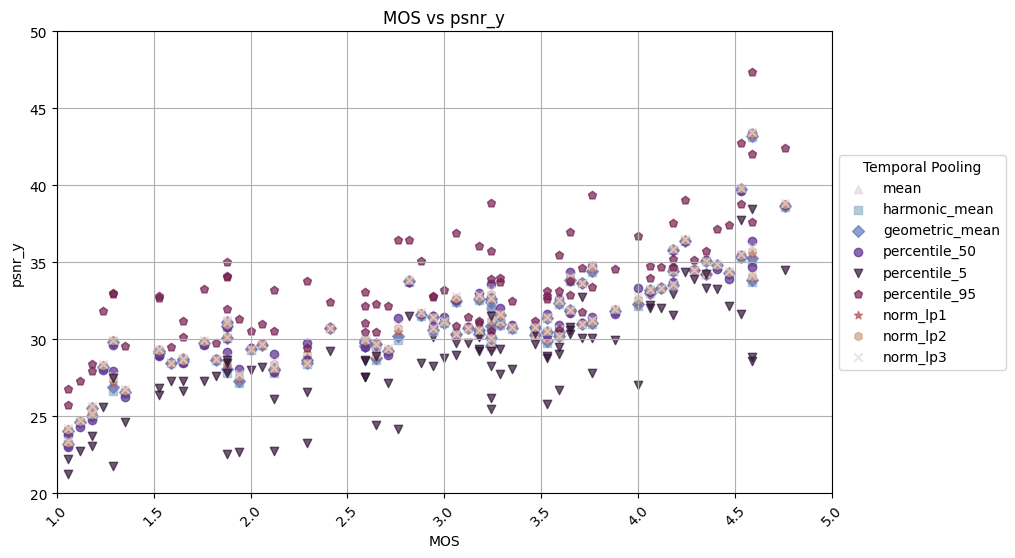 MOS vs psnr_y
50
45
40
35
30
25
20
psnr_y
1.0
1.5
2.0
2.5
3.0
3.5
4.0
4.5
5.0
MOS
Temporal Pooling
mean
harmonic_mean
geometric_mean
percentile_50
percentile_5
percentile_95
norm_lp1
norm_lp2
norm_lp3